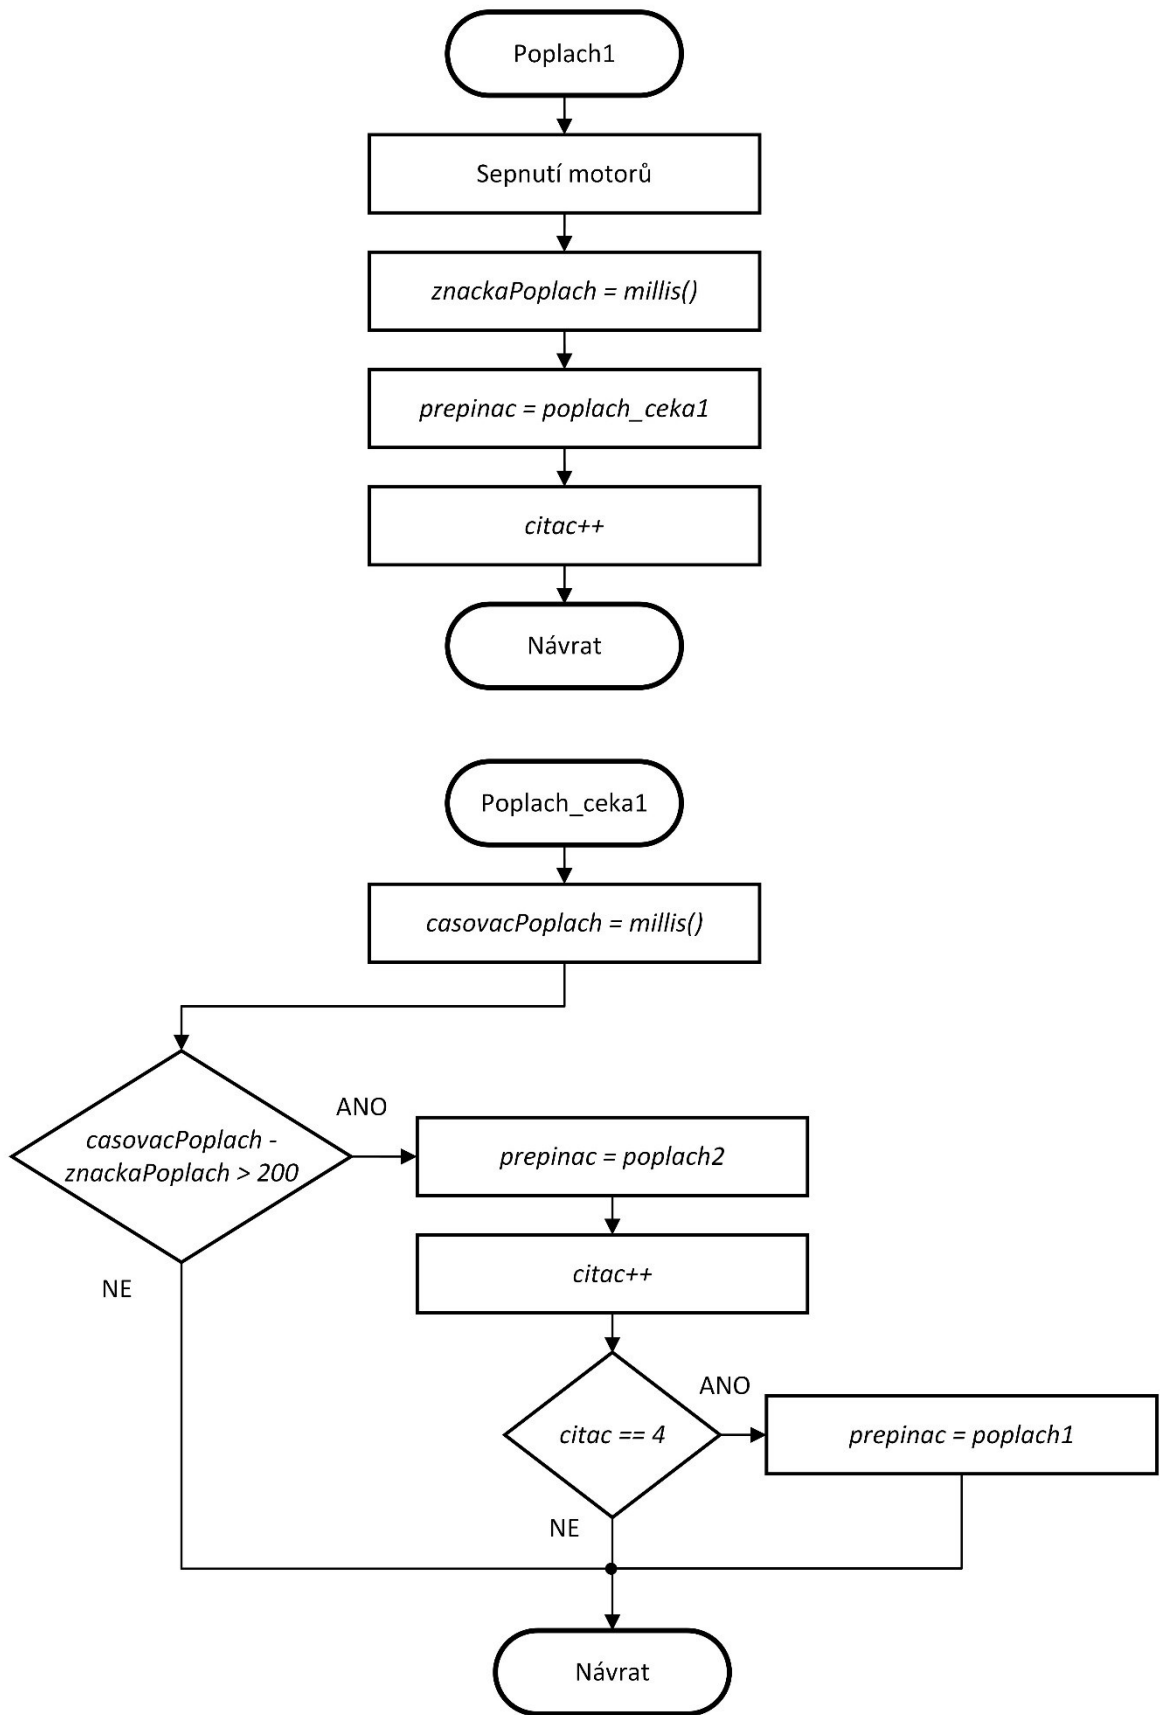 Poplach1
Sepnutí motorů
znackaPoplach = millis()
prepinac = poplach_ceka1
citac++
Návrat
Poplach_ceka1
casovacPoplach = millis()
casovacPoplach -
znackaPoplach > 200
ANO
prepinac = poplach2
NE
citac++
citac == 4
ANO
prepinac = poplach1
NE
Návrat